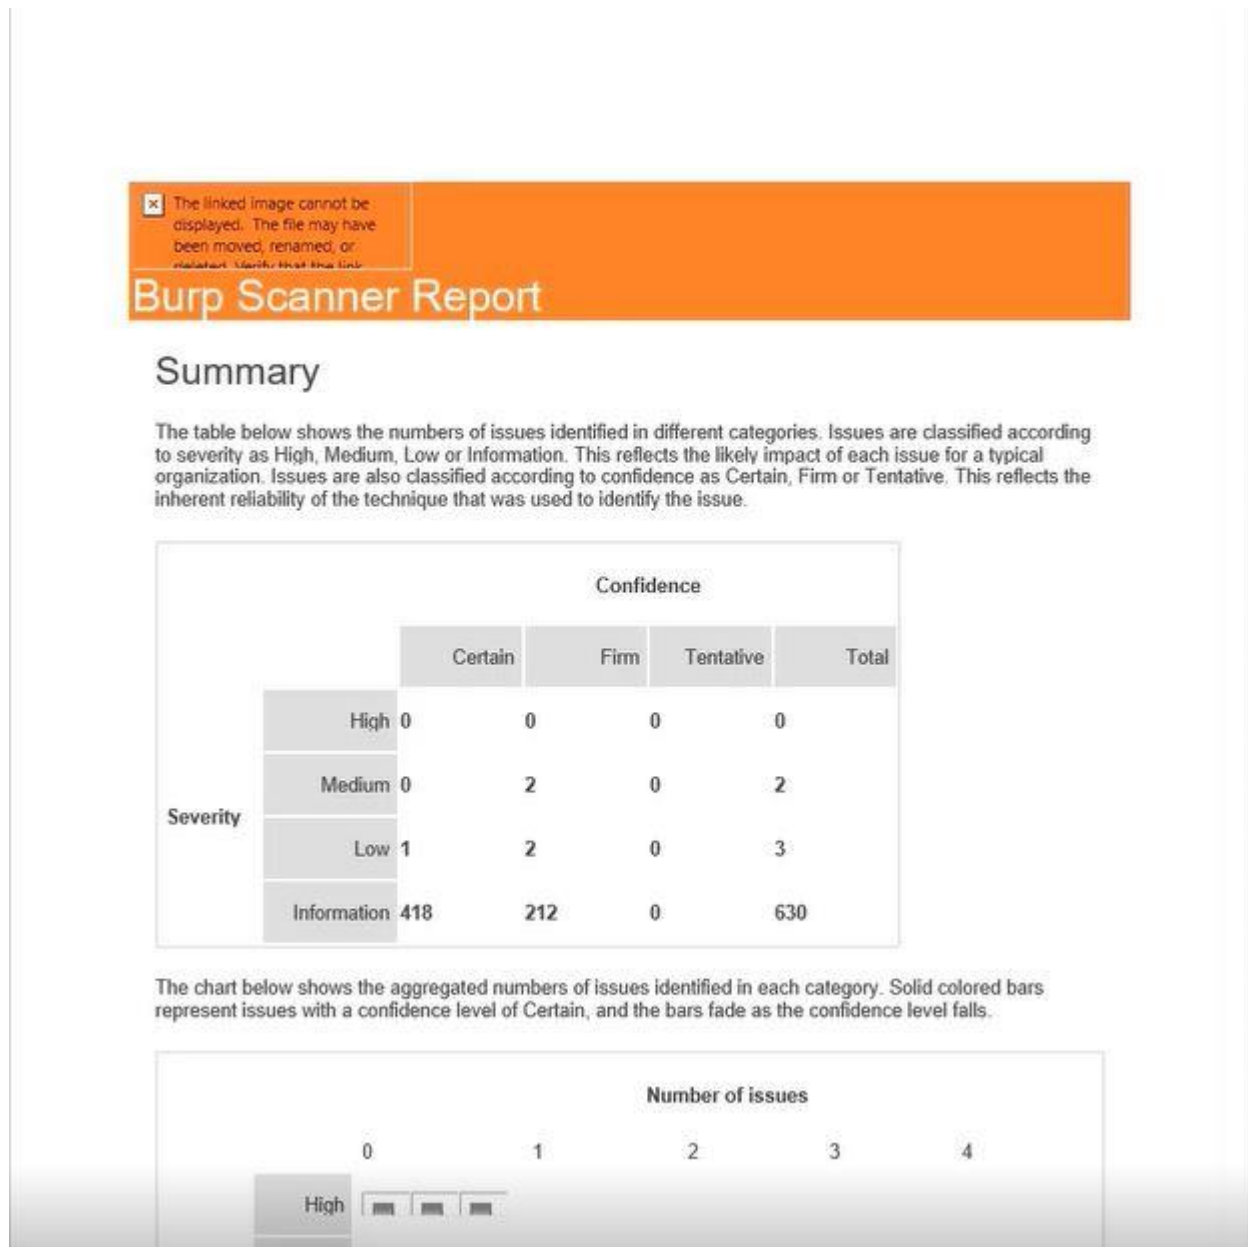 The linked image cannot be
displayed. The file may have
been moved, renamed, or
deleted. Verify that the link
Burp Scanner Report
Summary
The table below shows the numbers of issues identified in different categories. Issues are classified according
to severity as High, Medium, Low or Information. This reflects the likely impact of each issue for a typical
organization. Issues are also classified according to confidence as Certain, Firm or Tentative. This reflects the
inherent reliability of the technique that was used to identify the issue.
Confidence
Certain Firm Tentative Total
High 0 0 0 0
Medium 0 2 0 2
Severity
Low 1 2 0 3
Information 418 212 0 630
The chart below shows the aggregated numbers of issues identified in each category. Solid colored bars
represent issues with a confidence level of Certain, and the bars fade as the confidence level falls.
Number of issues
0 1 2 3 4
High